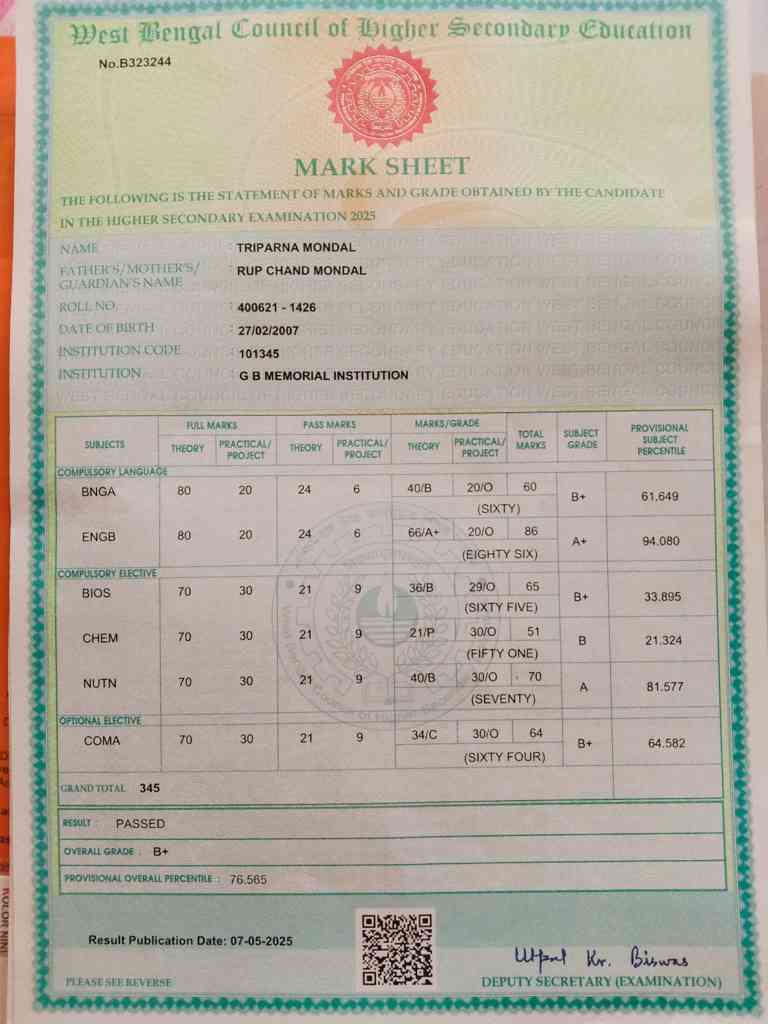 West Bengal Council of Higher Secondary Education
No.B323244
MARK SHEET
THE FOLLOWING IS THE STATEMENT OF MARKS AND GRADE OBTAINED BY THE CANDIDATE
IN THE HIGHER SECONDARY EXAMINATION 2025
NAME : TRIPARNA MONDAL
FATHER'S/MOTHER'S/
GUARDIAN'S NAME : RUP CHAND MONDAL
ROLL NO. : 400621 - 1426
DATE OF BIRTH : 27/02/2007
INSTITUTION CODE : 101345
INSTITUTION : G B MEMORIAL INSTITUTION
SUBJECTS FULL MARKS PASS MARKS MARKS/GRADE TOTAL MARKS SUBJECT GRADE PROVISIONAL SUBJECT PERCENTILE
THEORY PRACTICAL/PROJECT THEORY PRACTICAL/PROJECT THEORY PRACTICAL/PROJECT
COMPULSORY LANGUAGE
BNGA 80 20 24 6 40/B 20/O 60 B+ 61.649
(SIXTY)
ENGB 80 20 24 6 66/A+ 20/O 86 A+ 94.080
(EIGHTY SIX)
COMPULSORY ELECTIVE
BIOS 70 30 21 9 36/B 29/O 65 B+ 33.895
(SIXTY FIVE)
CHEM 70 30 21 9 21/P 30/O 51 B 21.324
(FIFTY ONE)
NUTN 70 30 21 9 40/B 30/O 70 A 81.577
(SEVENTY)
OPTIONAL ELECTIVE
COMA 70 30 21 9 34/C 30/O 64 B+ 64.582
(SIXTY FOUR)
GRAND TOTAL 345
RESULT : PASSED
OVERALL GRADE : B+
PROVISIONAL OVERALL PERCENTILE : 76.565
Result Publication Date: 07-05-2025
Utpal Kr. Biswas
PLEASE SEE REVERSE
DEPUTY SECRETARY (EXAMINATION)